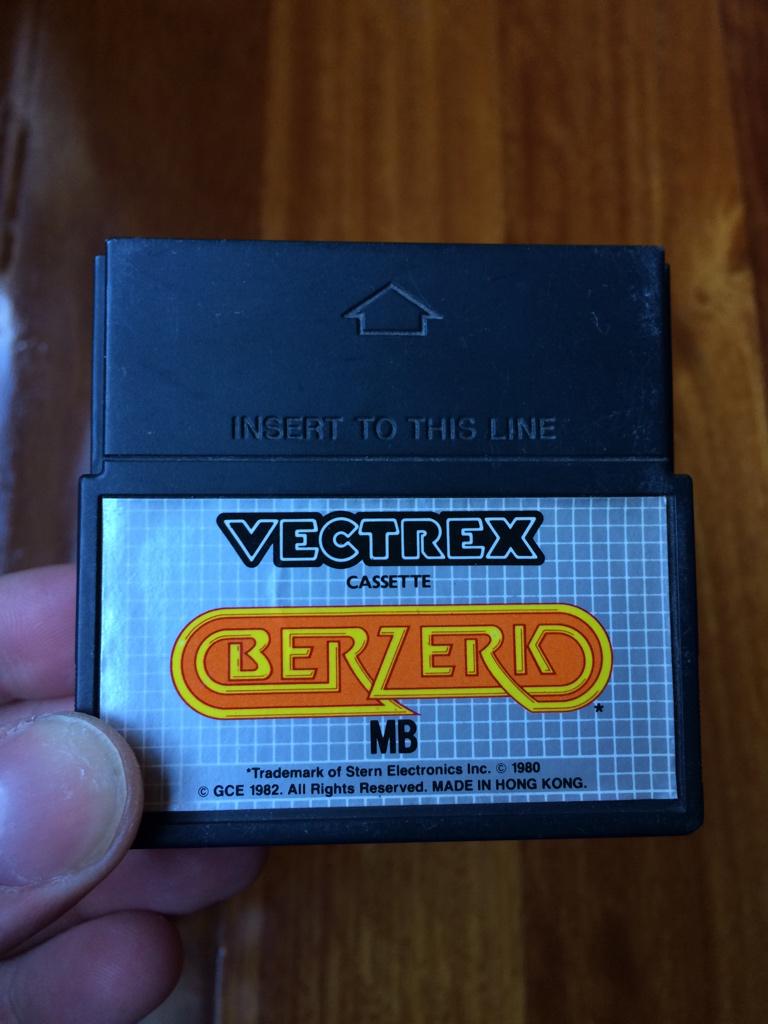 INSERT TO THIS LINE
VECTREX
CASSETTE
BERZERK
*
MB
*Trademark of Stern Electronics Inc. © 1980
© GCE 1982. All Rights Reserved. MADE IN HONG KONG.